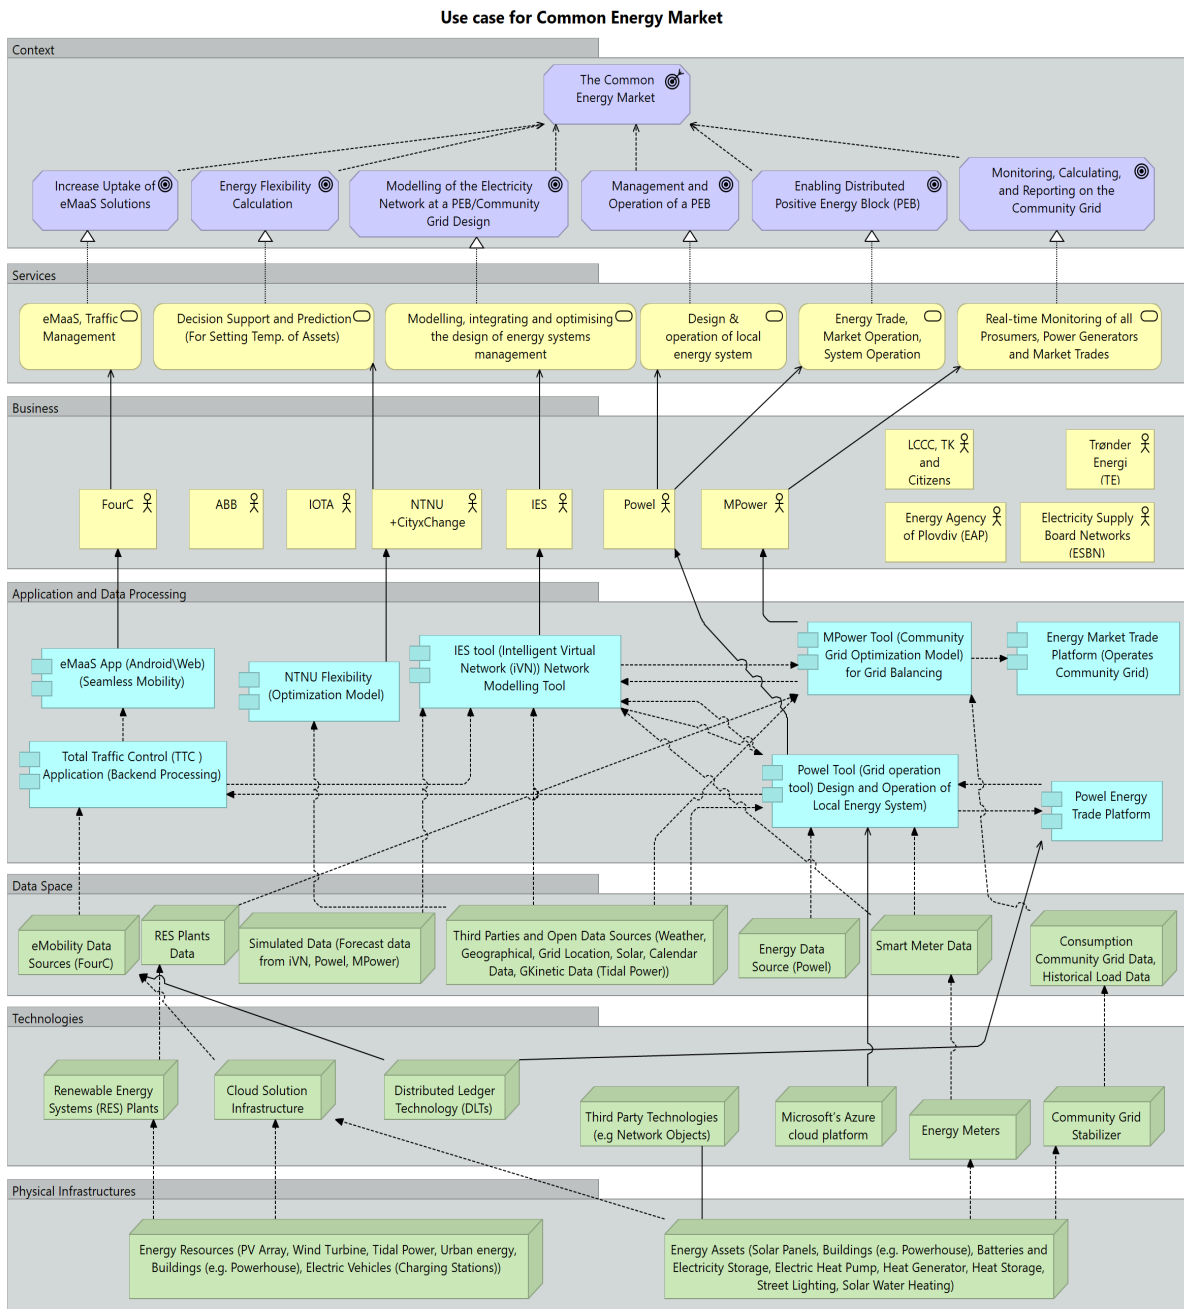 Use case for Common Energy Market
Context
The Common
Energy Market
Increase Uptake of
eMaaS Solutions
Energy Flexibility
Calculation
Modelling of the Electricity
Network at a PEB/Community
Grid Design
Management and
Operation of a PEB
Enabling Distributed
Positive Energy Block (PEB)
Monitoring, Calculating,
and Reporting on the
Community Grid
Services
eMaaS, Traffic
Management
Decision Support and Prediction
(For Setting Temp. of Assets)
Modelling, integrating and optimising
the design of energy systems
management
Design &
operation of local
energy system
Energy Trade,
Market Operation,
System Operation
Real-time Monitoring of all
Prosumers, Power Generators
and Market Trades
Business
LCCC, TK
and
Citizens
Trønder
Energi
(TE)
FourC
ABB
IOTA
NTNU
+CityxChange
IES
Powel
MPower
Energy Agency
of Plovdiv (EAP)
Electricity Supply
Board Networks
(ESBN)
Application and Data Processing
eMaaS App (Android\Web)
(Seamless Mobility)
NTNU Flexibility
(Optimization Model)
IES tool (Intelligent Virtual
Network (iVN)) Network
Modelling Tool
MPower Tool (Community
Grid Optimization Model)
for Grid Balancing
Energy Market Trade
Platform (Operates
Community Grid)
Total Traffic Control (TTC )
Application (Backend Processing)
Powel Tool (Grid operation
tool) Design and Operation of
Local Energy System)
Powel Energy
Trade Platform
Data Space
eMobility Data
Sources (FourC)
RES Plants
Data
Simulated Data (Forecast data
from iVN, Powel, MPower)
Third Parties and Open Data Sources (Weather,
Geographical, Grid Location, Solar, Calendar
Data, GKinetic Data (Tidal Power))
Energy Data
Source (Powel)
Smart Meter Data
Consumption
Community Grid Data,
Historical Load Data
Technologies
Renewable Energy
Systems (RES) Plants
Cloud Solution
Infrastructure
Distributed Ledger
Technology (DLTs)
Third Party Technologies
(e.g Network Objects)
Microsoft's Azure
cloud platform
Energy Meters
Community Grid
Stabilizer
Physical Infrastructures
Energy Resources (PV Array, Wind Turbine, Tidal Power, Urban energy,
Buildings (e.g. Powerhouse), Electric Vehicles (Charging Stations))
Energy Assets (Solar Panels, Buildings (e.g. Powerhouse), Batteries and
Electricity Storage, Electric Heat Pump, Heat Generator, Heat Storage,
Street Lighting, Solar Water Heating)